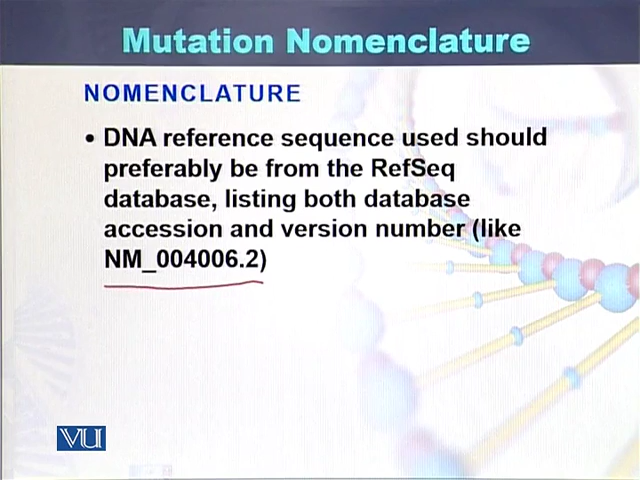 Mutation Nomenclature
NOMENCLATURE
• DNA reference sequence used should
preferably be from the RefSeq
database, listing both database
accession and version number (like
NM_004006.2)
VU